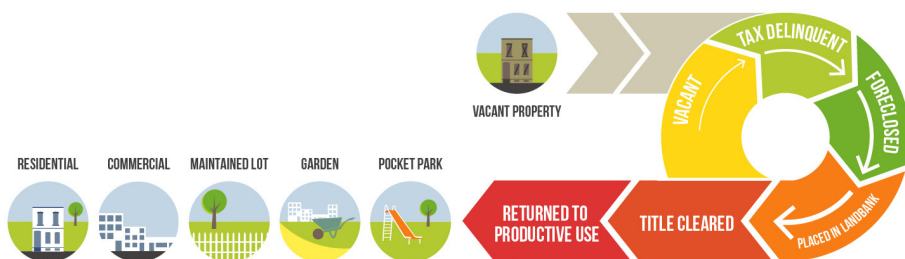 VACANT PROPERTY
VACANT
TAX DELINQUENT
FORECLOSED
PLACED IN LANDBANK
TITLE CLEARED
RETURNED TO
PRODUCTIVE USE
RESIDENTIAL
COMMERCIAL
MAINTAINED LOT
GARDEN
POCKET PARK